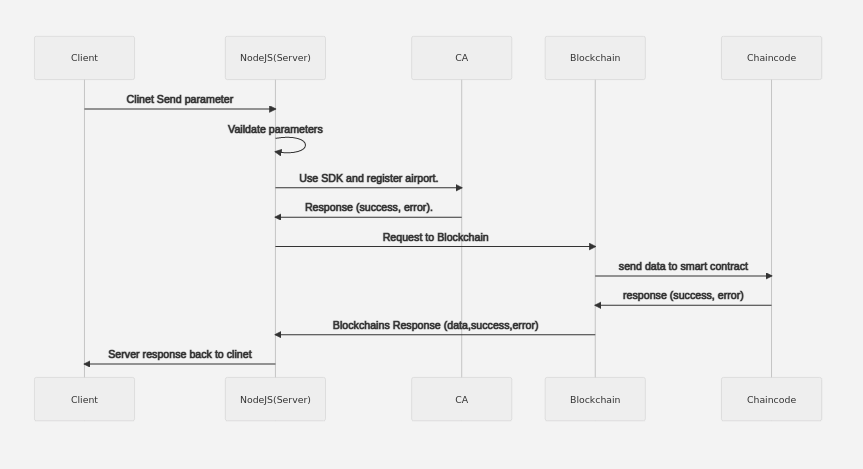 Client NodeJS(Server) CA Blockchain Chaincode
Clinet Send parameter
Vaildate parameters
Use SDK and register airport.
Response (success, error).
Request to Blockchain
send data to smart contract
response (success, error)
Blockchains Response (data,success,error)
Server response back to clinet
Client NodeJS(Server) CA Blockchain Chaincode